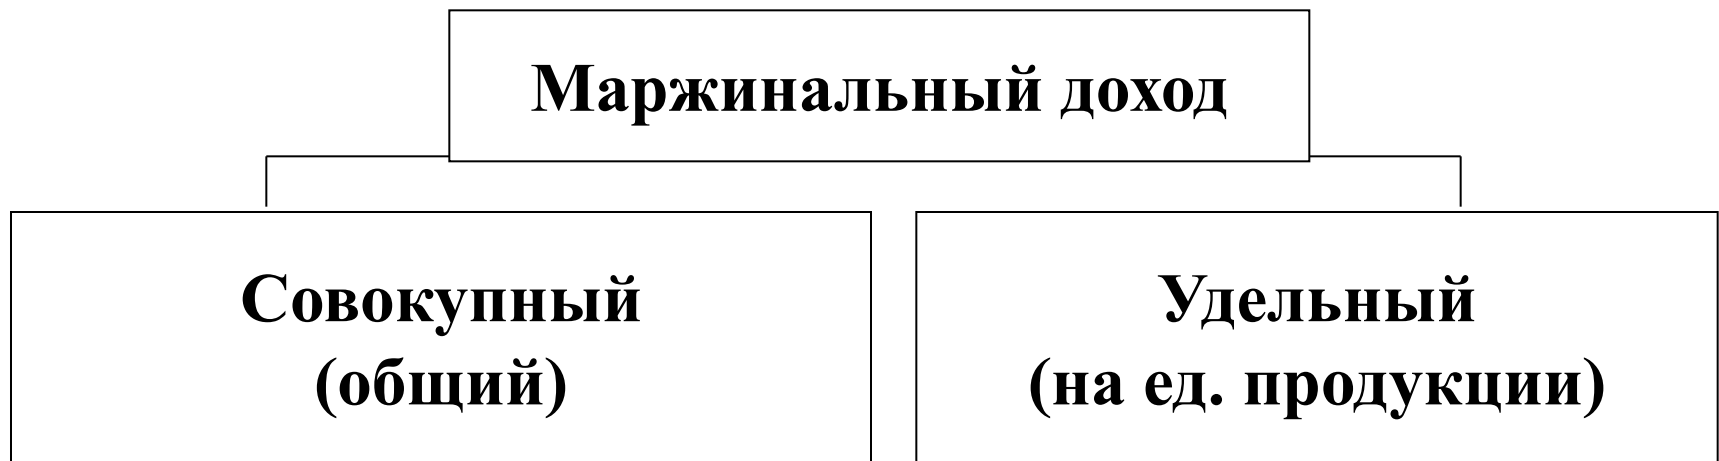 Маржинальный доход
Совокупный
(общий)
Удельный
(на ед. продукции)